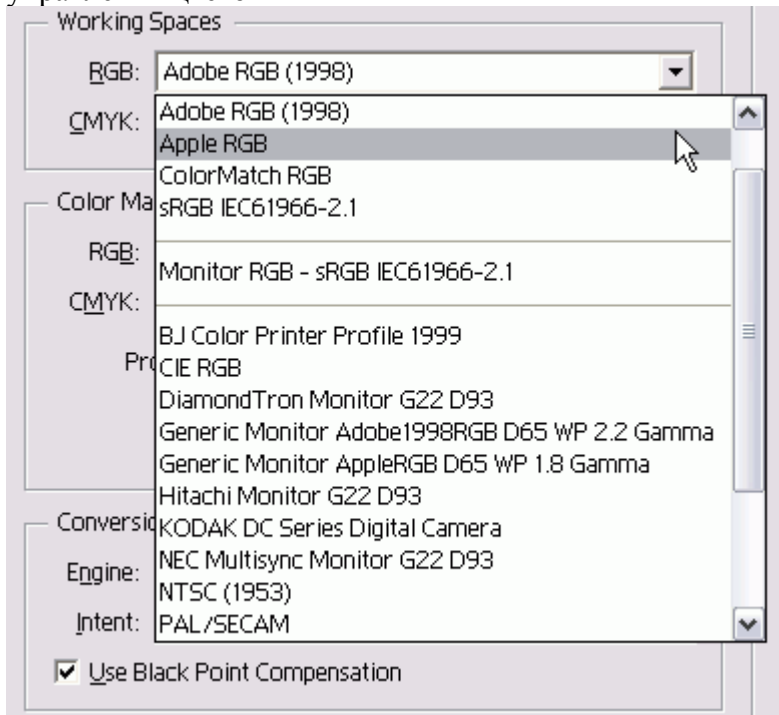 Working Spaces
RGB: Adobe RGB (1998)
CMYK:
Adobe RGB (1998)
Apple RGB
ColorMatch RGB
sRGB IEC61966-2.1
Monitor RGB - sRGB IEC61966-2.1
BJ Color Printer Profile 1999
CIE RGB
DiamondTron Monitor G22 D93
Generic Monitor Adobe1998RGB D65 WP 2.2 Gamma
Generic Monitor AppleRGB D65 WP 1.8 Gamma
Hitachi Monitor G22 D93
KODAK DC Series Digital Camera
NEC Multisync Monitor G22 D93
NTSC (1953)
PAL/SECAM
Color Ma
RGB:
CMYK:
Pro
Conversio
Engine:
Intent:
Use Black Point Compensation